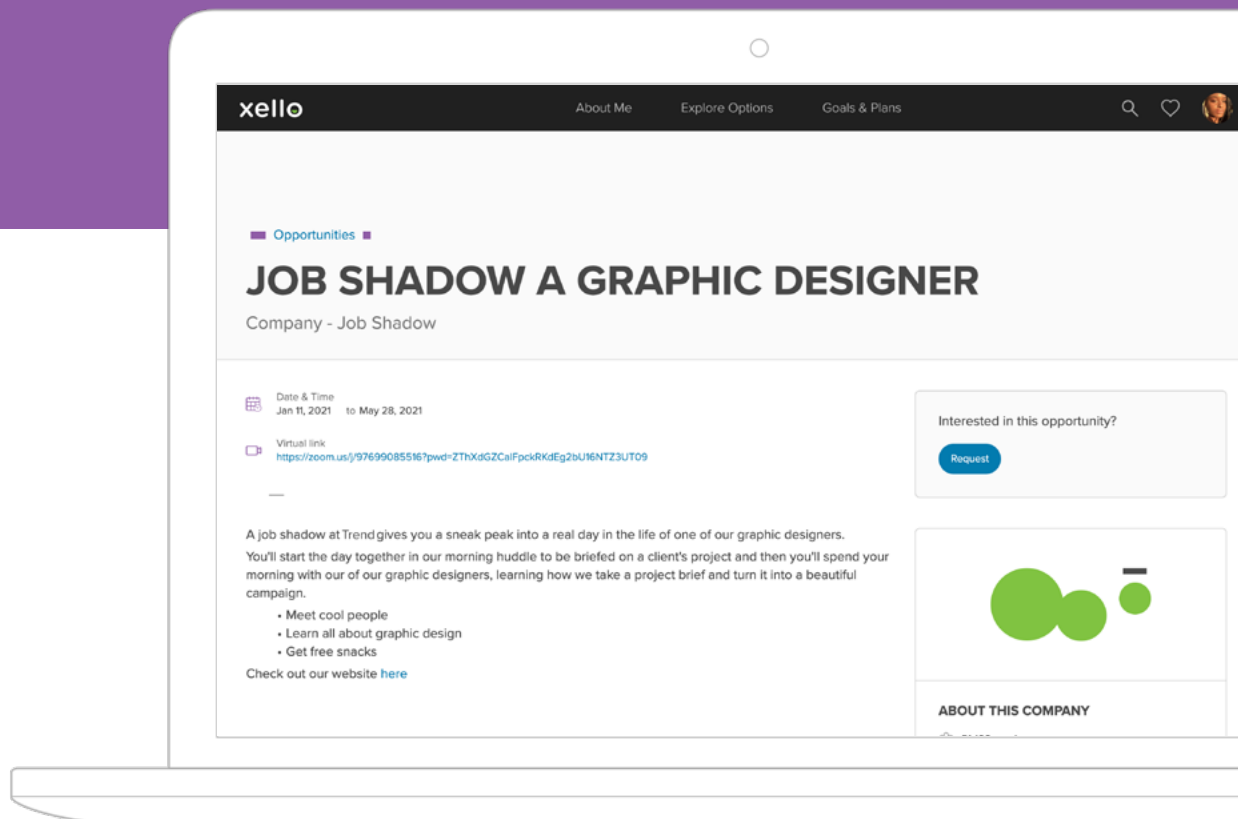 xello
About Me
Explore Options
Goals & Plans
Opportunities
JOB SHADOW A GRAPHIC DESIGNER
Company - Job Shadow
Date & Time
Jan 11, 2021 to May 28, 2021
Virtual link
https://zoom.us/j/97699085516?pwd=ZThXdGZCalFpckRKdEg2bU16NTZ3UT09
A job shadow at Trend gives you a sneak peak into a real day in the life of one of our graphic designers.
You'll start the day together in our morning huddle to be briefed on a client's project and then you'll spend your
morning with our of our graphic designers, learning how we take a project brief and turn it into a beautiful
campaign.
• Meet cool people
• Learn all about graphic design
• Get free snacks
Check out our website here
Interested in this opportunity?
Request
ABOUT THIS COMPANY